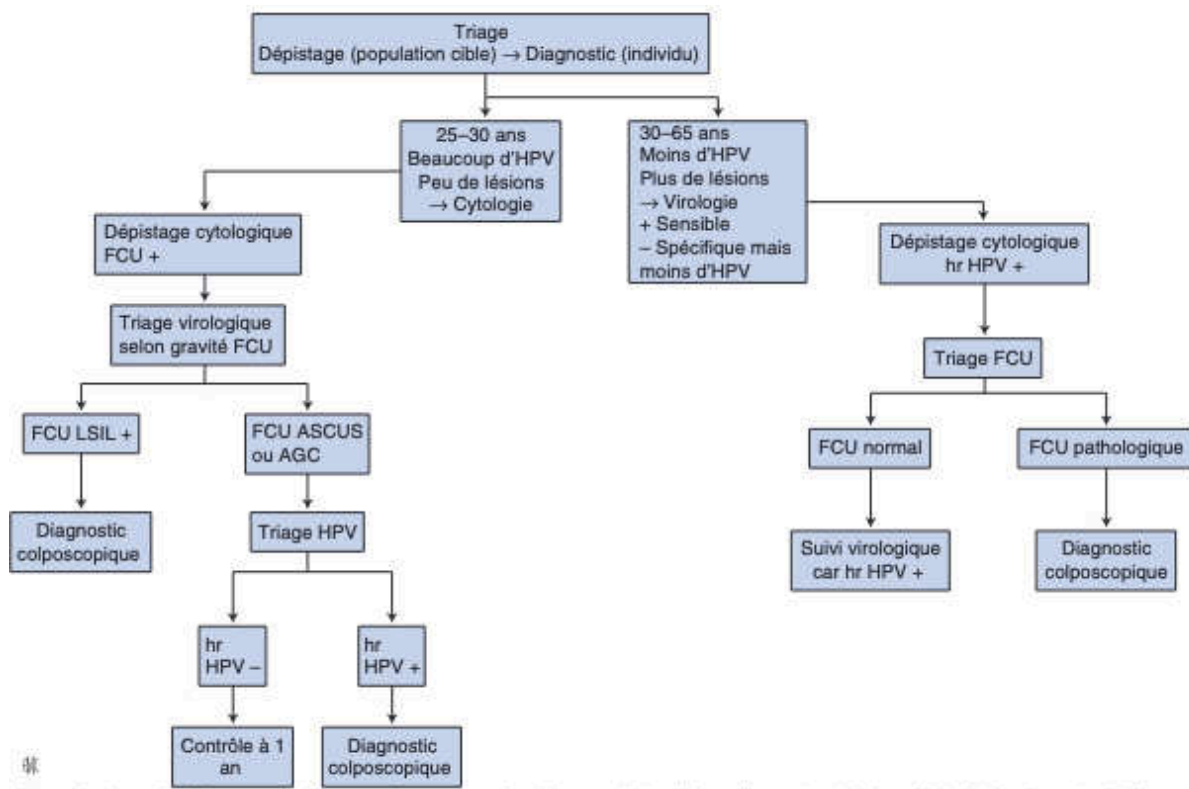 Triage
Dépistage (population cible) → Diagnostic (individu)
25–30 ans
Beaucoup d'HPV
Peu de lésions
→ Cytologie
30–65 ans
Moins d'HPV
Plus de lésions
→ Virologie
+ Sensible
– Spécifique mais
moins d'HPV
Dépistage cytologique
FCU +
Dépistage cytologique
hr HPV +
Triage virologique
selon gravité FCU
Triage FCU
FCU LSIL +
FCU ASCUS
ou AGC
FCU normal
FCU pathologique
Diagnostic
colposcopique
Triage HPV
Suivi virologique
car hr HPV +
Diagnostic
colposcopique
hr
HPV –
hr
HPV +
Contrôle à 1
an
Diagnostic
colposcopique